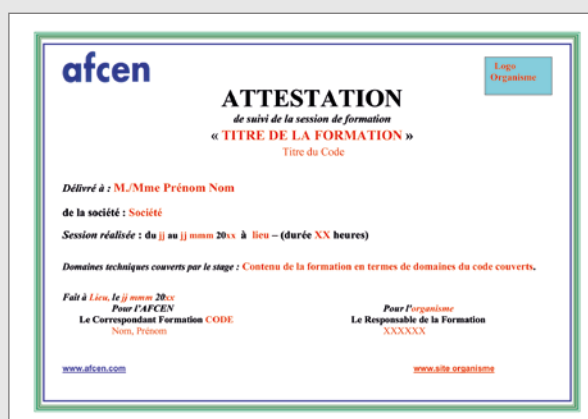 afcen
Logo
Organisme
ATTESTATION
de suivi de la session de formation
« TITRE DE LA FORMATION »
Titre du Code
Délivré à : M./Mme Prénom Nom
de la société : Société
Session réalisée : du jj au jj mmm 20xx à lieu – (durée XX heures)
Domaines techniques couverts par le stage : Contenu de la formation en termes de domaines du code couverts.
Fait à Lieu, le jj mmm 20xx
Pour l'AFCEN
Le Correspondant Formation CODE
Nom, Prénom
Pour l'organisme
Le Responsable de la Formation
XXXXXX
www.afcen.com
www.site organisme